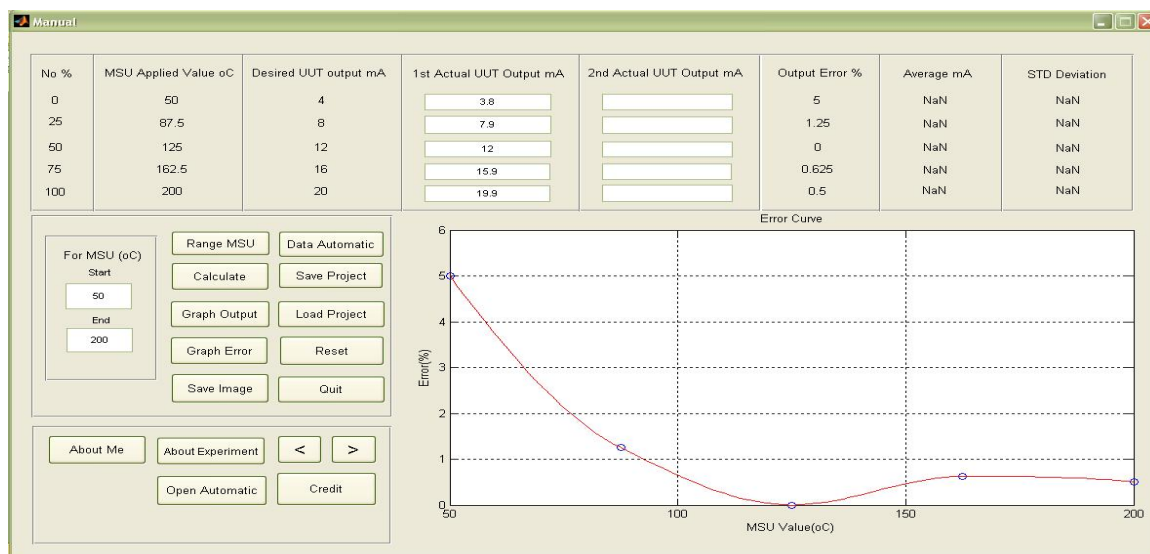 Manual
No % MSU Applied Value oC Desired UUT output mA 1st Actual UUT Output mA 2nd Actual UUT Output mA Output Error % Average mA STD Deviation
0 50 4 3.8 5 NaN NaN
25 87.5 8 7.9 1.25 NaN NaN
50 125 12 12 0 NaN NaN
75 162.5 16 15.9 0.625 NaN NaN
100 200 20 19.9 0.5 NaN NaN
For MSU (oC)
Start
50
End
200
Range MSU Data Automatic
Calculate Save Project
Graph Output Load Project
Graph Error Reset
Save Image Quit
About Me About Experiment < >
Open Automatic Credit
Error Curve
6
5
4
3
2
1
0
Error(%)
50 100 150 200
MSU Value(oC)